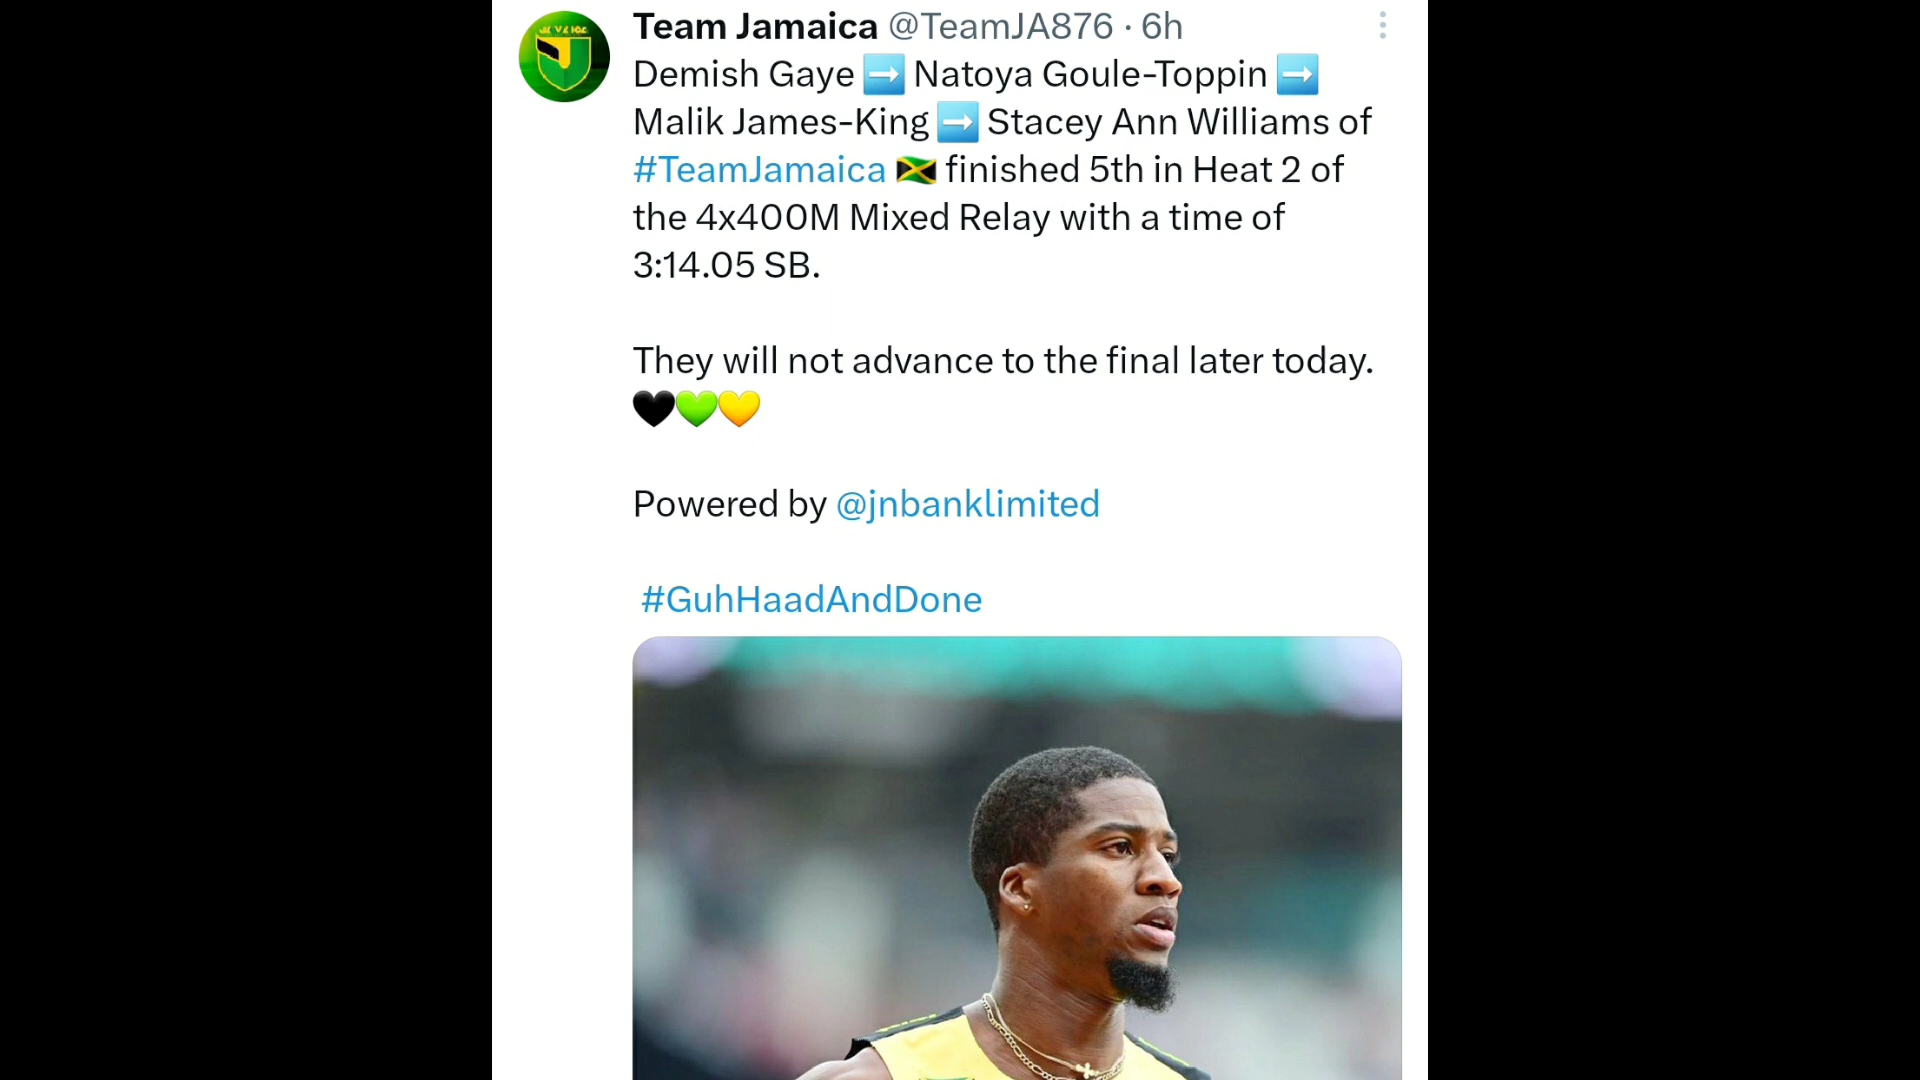 Team Jamaica @TeamJA876 · 6h
Demish Gaye ➡️ Natoya Goule-Toppin ➡️
Malik James-King ➡️ Stacey Ann Williams of
#TeamJamaica 🇯🇲 finished 5th in Heat 2 of
the 4x400M Mixed Relay with a time of
3:14.05 SB.
They will not advance to the final later today.
🖤💚💛
Powered by @jnbanklimited
#GuhHaadAndDone